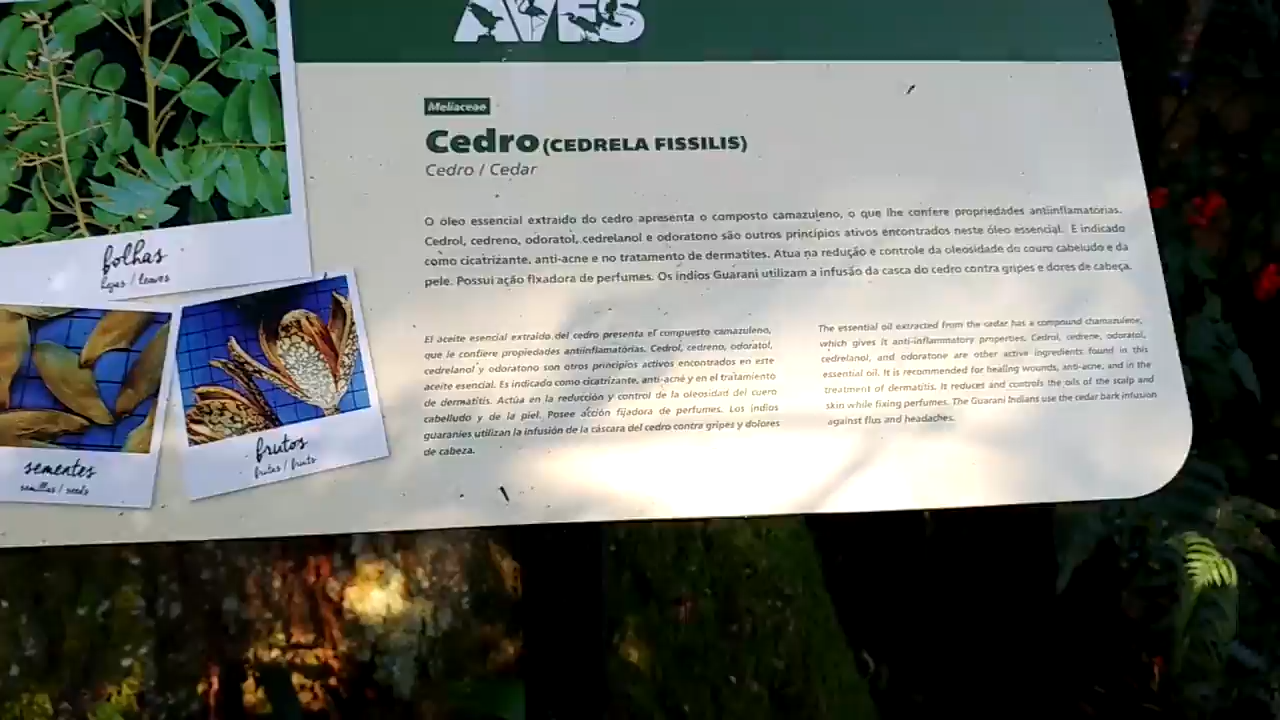 AVES
Meliaceae
Cedro (CEDRELA FISSILIS)
Cedro / Cedar
O óleo essencial extraído do cedro apresenta o composto camazuleno, o que lhe confere propriedades antiinflamatórias.
Cedrol, cedreno, odoratol, cedrelanol e odoratono são outros princípios ativos encontrados neste óleo essencial. É indicado
como cicatrizante, anti-acne e no tratamento de dermatites. Atua na redução e controle da oleosidade do couro cabeludo e da
pele. Possui ação fixadora de perfumes. Os índios Guarani utilizam a infusão da casca do cedro contra gripes e dores de cabeça.
El aceite esencial extraído del cedro presenta el compuesto camazuleno,
que le confiere propiedades antiinflamatórias. Cedrol, cedreno, odoratol,
cedrelanol y odoratono son otros principios activos encontrados en este
aceite esencial. Es indicado como cicatrizante, anti-acné y en el tratamiento
de dermatitis. Actúa en la reducción y control de la oleosidad del cuero
cabelludo y de la piel. Posee acción fijadora de perfumes. Los indios
guaraníes utilizan la infusión de la cáscara del cedro contra gripes y dolores
de cabeza.
The essential oil extracted from the cedar has a compound chamazulene,
which gives it anti-inflammatory properties. Cedrol, cedrene, odoratol,
cedrelanol, and odoratone are other active ingredients found in this
essential oil. It is recommended for healing wounds, anti-acne, and in the
treatment of dermatitis. It reduces and controls the oils of the scalp and
skin while fixing perfumes. The Guarani Indians use the cedar bark infusion
against flus and headaches.
folhas
hojas / leaves
sementes
semillas / seeds
frutos
frutas / fruits